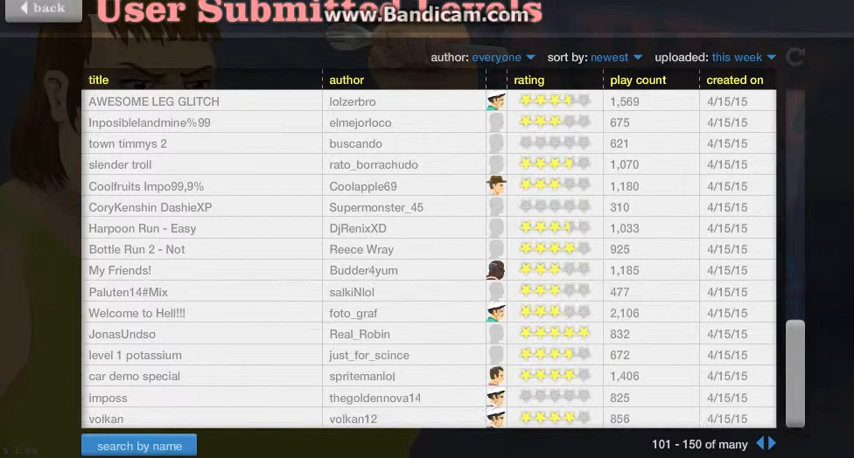 back
User Submitted Levels
www.Bandicam.com
author: everyone sort by: newest uploaded: this week
title author rating play count created on
AWESOME LEG GLITCH lolzerbro 1,569 4/15/15
Inposiblelandmine%99 elmejorloco 675 4/15/15
town timmys 2 buscando 621 4/15/15
slender troll rato_borrachudo 1,070 4/15/15
Coolfruits Impo99,9% Coolapple69 1,180 4/15/15
CoryKenshin DashieXP Supermonster_45 310 4/15/15
Harpoon Run - Easy DjRenixXD 1,033 4/15/15
Bottle Run 2 - Not Reece Wray 925 4/15/15
My Friends! Budder4yum 1,185 4/15/15
Paluten14#Mix salkiNlol 477 4/15/15
Welcome to Hell!!! foto_graf 2,106 4/15/15
JonasUndso Real_Robin 832 4/15/15
level 1 potassium just_for_scince 672 4/15/15
car demo special spritemanlol 1,406 4/15/15
imposs thegoldennova14 825 4/15/15
volkan volkan12 856 4/15/15
search by name 101 - 150 of many